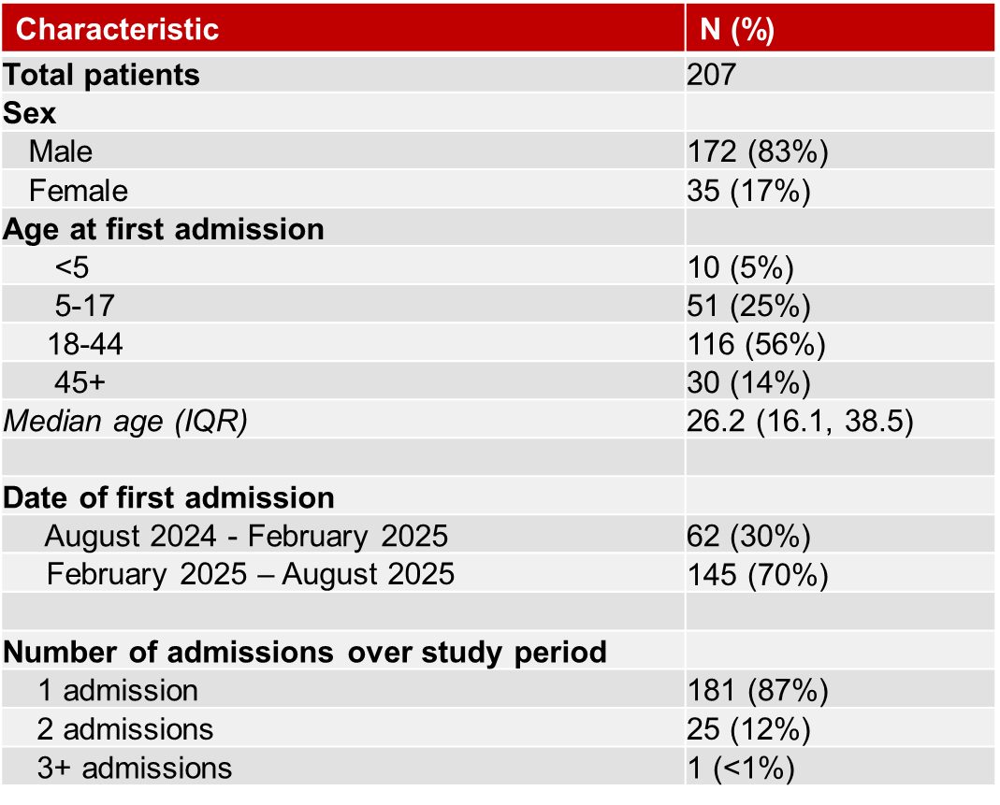 Characteristic N (%)
Total patients 207
Sex
Male 172 (83%)
Female 35 (17%)
Age at first admission
<5 10 (5%)
5-17 51 (25%)
18-44 116 (56%)
45+ 30 (14%)
Median age (IQR) 26.2 (16.1, 38.5)
Date of first admission
August 2024 - February 2025 62 (30%)
February 2025 – August 2025 145 (70%)
Number of admissions over study period
1 admission 181 (87%)
2 admissions 25 (12%)
3+ admissions 1 (<1%)